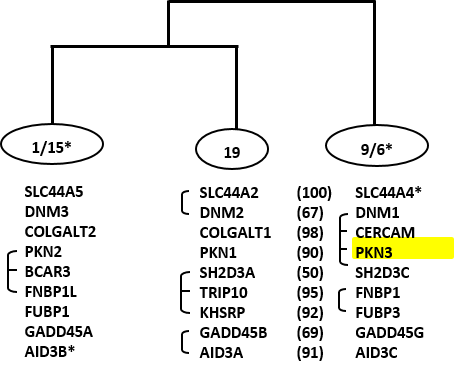 1/15* 19 9/6*
SLC44A5 SLC44A2 (100) SLC44A4*
DNM3 DNM2 (67) DNM1
COLGALT2 COLGALT1 (98) CERCAM
PKN2 PKN1 (90) PKN3
BCAR3 SH2D3A (50) SH2D3C
FNBP1L TRIP10 (95) FNBP1
FUBP1 KHSRP (92) FUBP3
GADD45A GADD45B (69) GADD45G
AID3B* AID3A (91) AID3C